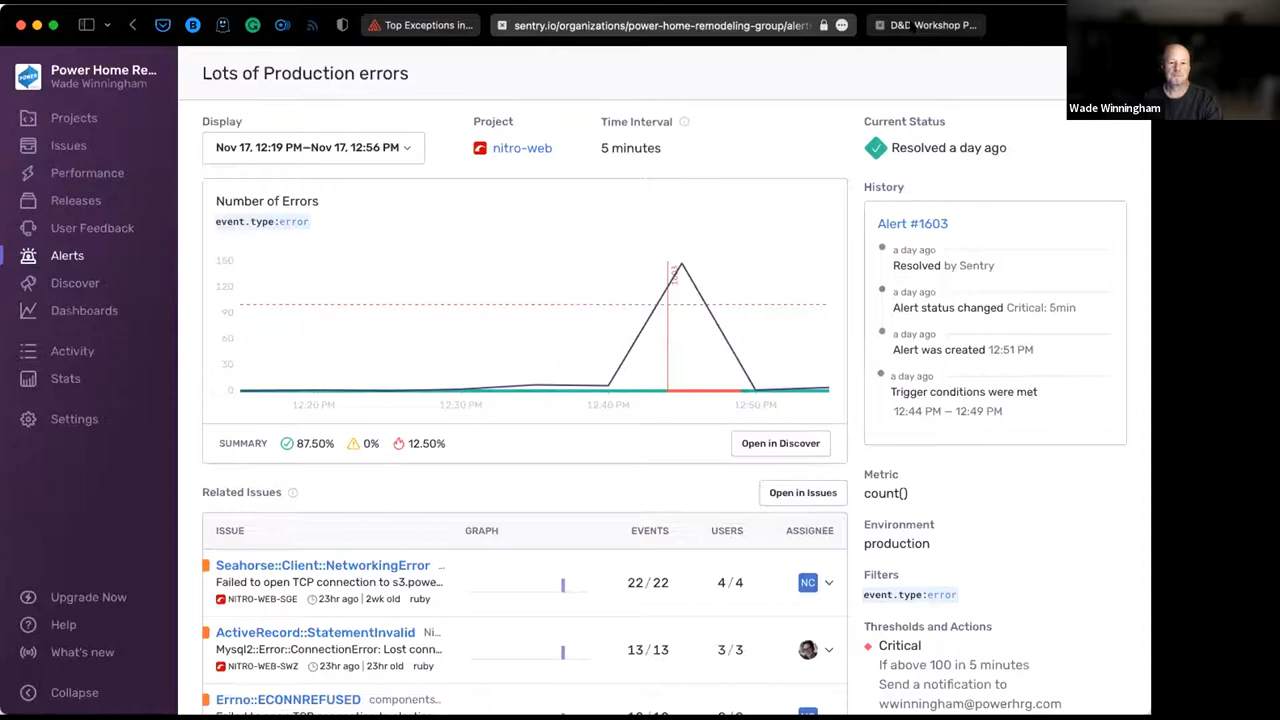 Top Exceptions in...
sentry.io/organizations/power-home-remodeling-group/alert
D&D Workshop P...
Wade Winningham
Power Home Re...
Wade Winningham
Projects
Issues
Performance
Releases
User Feedback
Alerts
Discover
Dashboards
Activity
Stats
Settings
Upgrade Now
Help
What's new
Collapse
Lots of Production errors
Display
Nov 17, 12:19 PM—Nov 17, 12:56 PM
Project
nitro-web
Time Interval
5 minutes
Number of Errors
event.type:error
150
120
90
60
30
0
1603
12:20 PM
12:30 PM
12:40 PM
12:50 PM
SUMMARY
87.50%
0%
12.50%
Open in Discover
Related Issues
Open in Issues
ISSUE
GRAPH
EVENTS
USERS
ASSIGNEE
Seahorse::Client::NetworkingError ...
Failed to open TCP connection to s3.powe...
NITRO-WEB-SGE 23hr ago | 2wk old ruby
22/22
4/4
NC
ActiveRecord::StatementInvalid Ni...
Mysql2::Error::ConnectionError: Lost conn...
NITRO-WEB-SWZ 23hr ago | 23hr old ruby
13/13
3/3
Errno::ECONNREFUSED components...
Current Status
Resolved a day ago
History
Alert #1603
a day ago
Resolved by Sentry
a day ago
Alert status changed Critical: 5min
a day ago
Alert was created 12:51 PM
a day ago
Trigger conditions were met
12:44 PM — 12:49 PM
Metric
count()
Environment
production
Filters
event.type:error
Thresholds and Actions
Critical
If above 100 in 5 minutes
Send a notification to
wwinningham@powerhrg.com